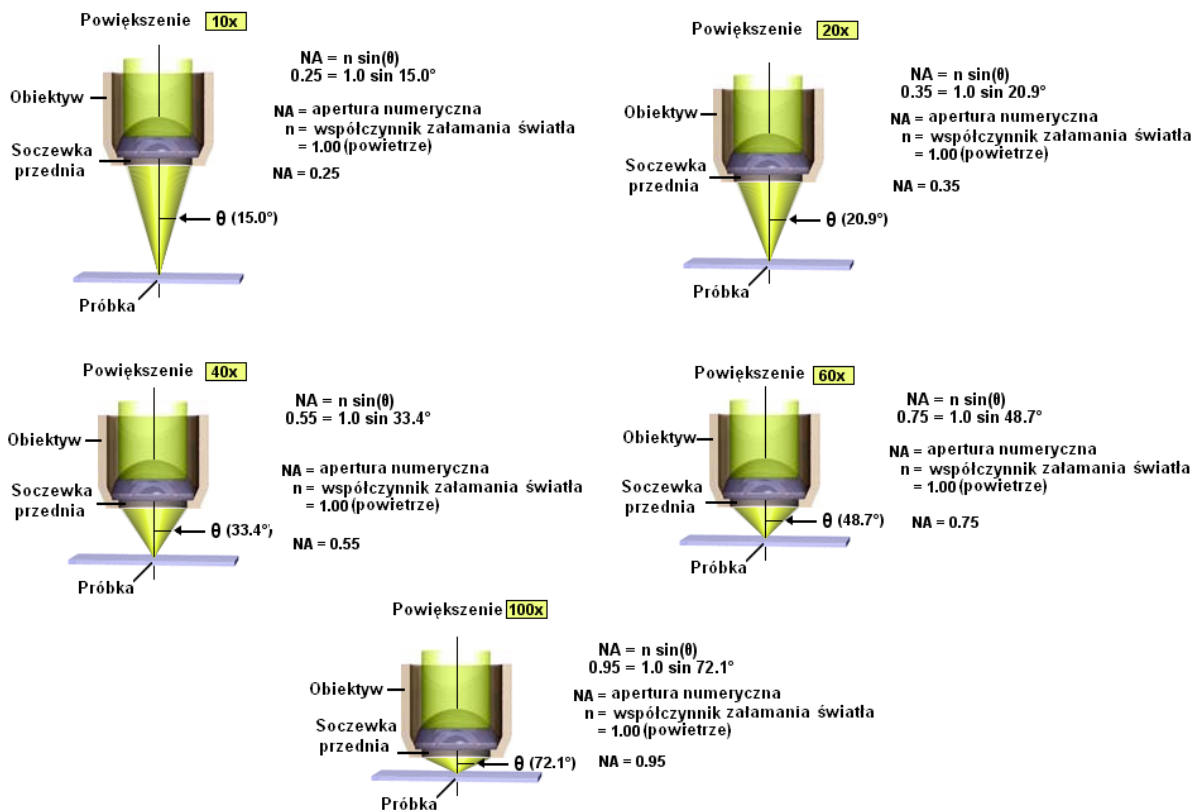 Powiększenie 10x
NA = n sin(θ)
0.25 = 1.0 sin 15.0°
Obiektyw
NA = apertura numeryczna
n = współczynnik załamania światła
= 1.00 (powietrze)
Soczewka
przednia
NA = 0.25
θ (15.0°)
Próbka
Powiększenie 20x
NA = n sin(θ)
0.35 = 1.0 sin 20.9°
Obiektyw
NA = apertura numeryczna
n = współczynnik załamania światła
= 1.00 (powietrze)
Soczewka
przednia
NA = 0.35
θ (20.9°)
Próbka
Powiększenie 40x
NA = n sin(θ)
0.55 = 1.0 sin 33.4°
Obiektyw
NA = apertura numeryczna
n = współczynnik załamania światła
= 1.00 (powietrze)
Soczewka
przednia
θ (33.4°)
NA = 0.55
Próbka
Powiększenie 60x
NA = n sin(θ)
0.75 = 1.0 sin 48.7°
Obiektyw
NA = apertura numeryczna
n = współczynnik załamania światła
= 1.00 (powietrze)
Soczewka
przednia
θ (48.7°)
NA = 0.75
Próbka
Powiększenie 100x
NA = n sin(θ)
0.95 = 1.0 sin 72.1°
Obiektyw
NA = apertura numeryczna
n = współczynnik załamania światła
= 1.00 (powietrze)
Soczewka
przednia
θ (72.1°)
NA = 0.95
Próbka